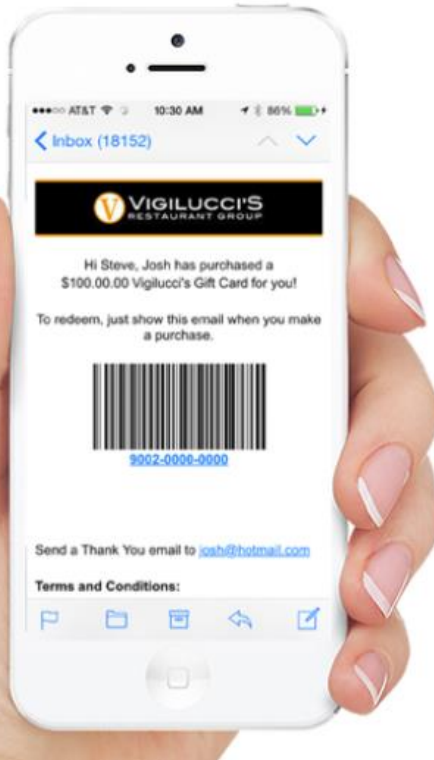 AT&T 10:30 AM 86%
Inbox (18152)
V VIGILUCCI'S
RESTAURANT GROUP
Hi Steve, Josh has purchased a
$100.00.00 Vigilucci's Gift Card for you!
To redeem, just show this email when you make
a purchase.
9002-0000-0000
Send a Thank You email to josh@hotmail.com
Terms and Conditions: